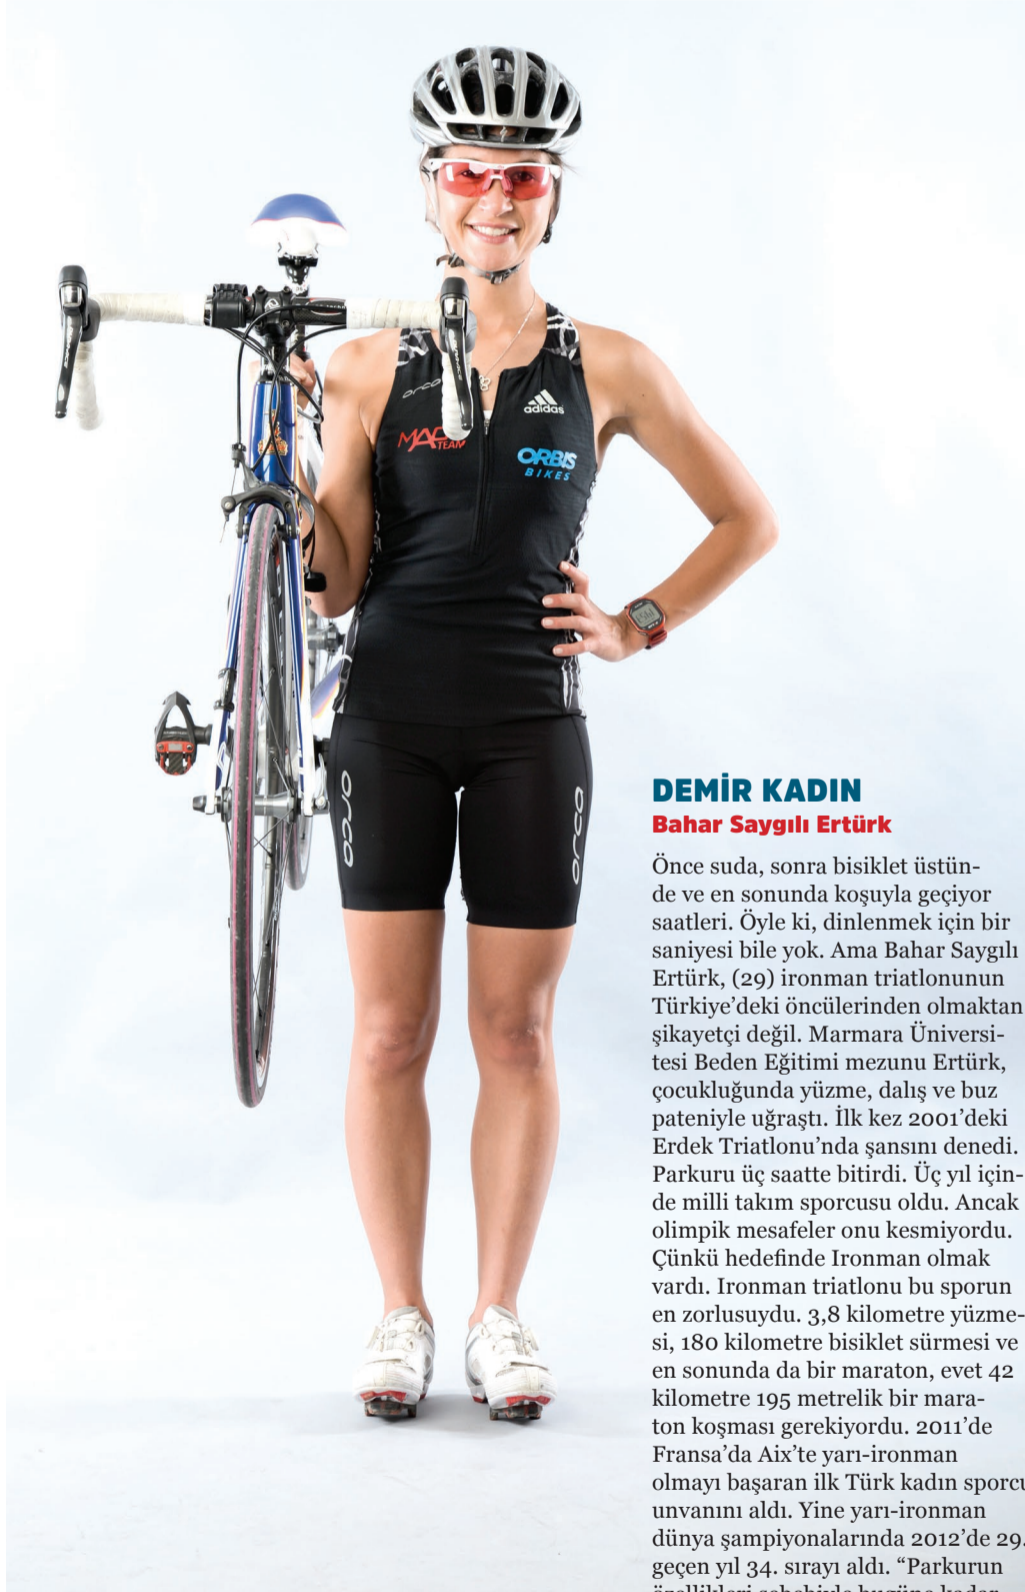 orca
adidas
TEAM
ORBIS
BIKES
orca
orca
DEMİR KADIN
Bahar Saygılı Ertürk
Önce suda, sonra bisiklet üstün-
de ve en sonunda koşuyla geçiyor
saatleri. Öyle ki, dinlenmek için bir
saniyesi bile yok. Ama Bahar Saygılı
Ertürk, (29) ironman triatlonunun
Türkiye’deki öncülerinden olmaktan
şikayetçi değil. Marmara Üniversi-
tesi Beden Eğitimi mezunu Ertürk,
çocukluğunda yüzme, dalış ve buz
pateniyle uğraştı. İlk kez 2001’deki
Erdek Triatlonu’nda şansını denedi.
Parkuru üç saatte bitirdi. Üç yıl için-
de milli takım sporcusu oldu. Ancak
olimpik mesafeler onu kesmiyordu.
Çünkü hedefinde Ironman olmak
vardı. Ironman triatlonu bu sporun
en zorlusuydu. 3,8 kilometre yüzme-
si, 180 kilometre bisiklet sürmesi ve
en sonunda da bir maraton, evet 42
kilometre 195 metrelik bir mara-
ton koşması gerekiyordu. 2011’de
Fransa’da Aix’te yarı-ironman
olmayı başaran ilk Türk kadın sporcu
unvanını aldı. Yine yarı-ironman
dünya şampiyonalarında 2012’de 29.
geçen yıl 34. sırayı aldı. “Parkurun